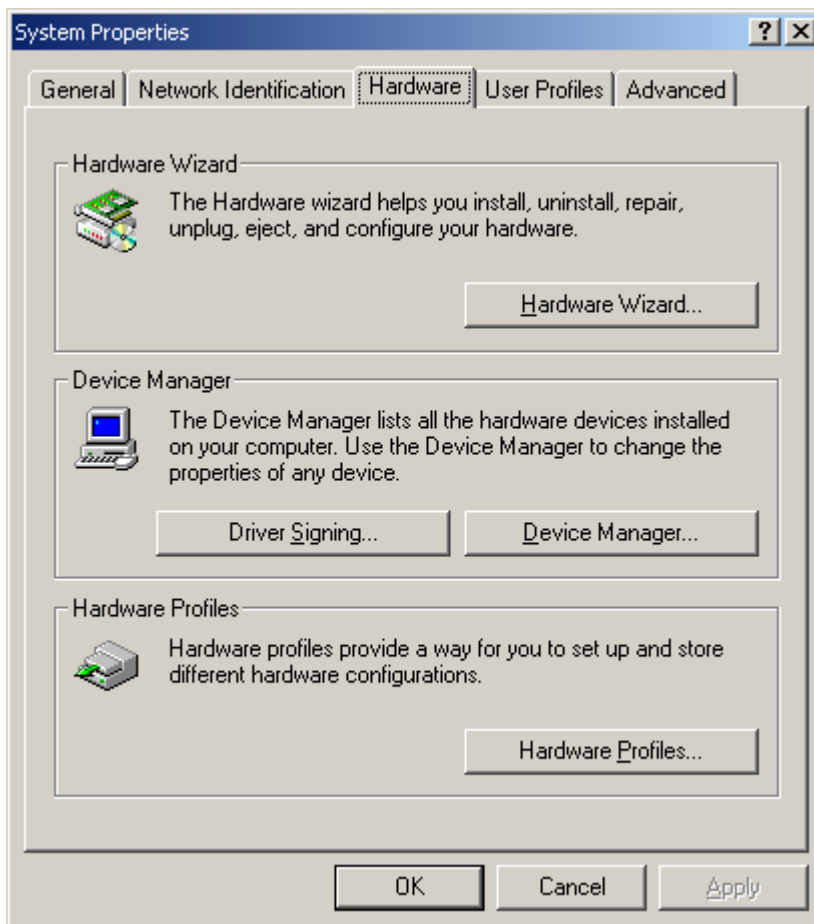 System Properties
General
Network Identification
Hardware
User Profiles
Advanced
Hardware Wizard
The Hardware wizard helps you install, uninstall, repair,
unplug, eject, and configure your hardware.
Hardware Wizard...
Device Manager
The Device Manager lists all the hardware devices installed
on your computer. Use the Device Manager to change the
properties of any device.
Driver Signing...
Device Manager...
Hardware Profiles
Hardware profiles provide a way for you to set up and store
different hardware configurations.
Hardware Profiles...
OK
Cancel
Apply